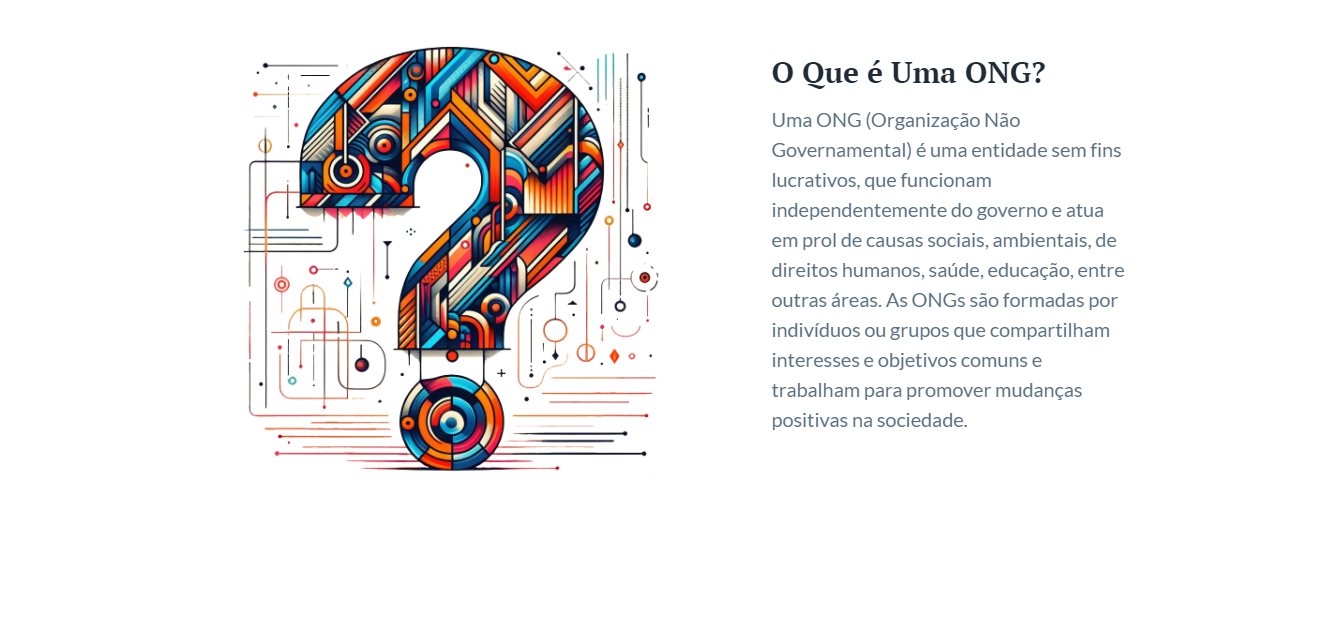 O Que é Uma ONG?
Uma ONG (Organização Não
Governamental) é uma entidade sem fins
lucrativos, que funcionam
independentemente do governo e atua
em prol de causas sociais, ambientais, de
direitos humanos, saúde, educação, entre
outras áreas. As ONGs são formadas por
indivíduos ou grupos que compartilham
interesses e objetivos comuns e
trabalham para promover mudanças
positivas na sociedade.